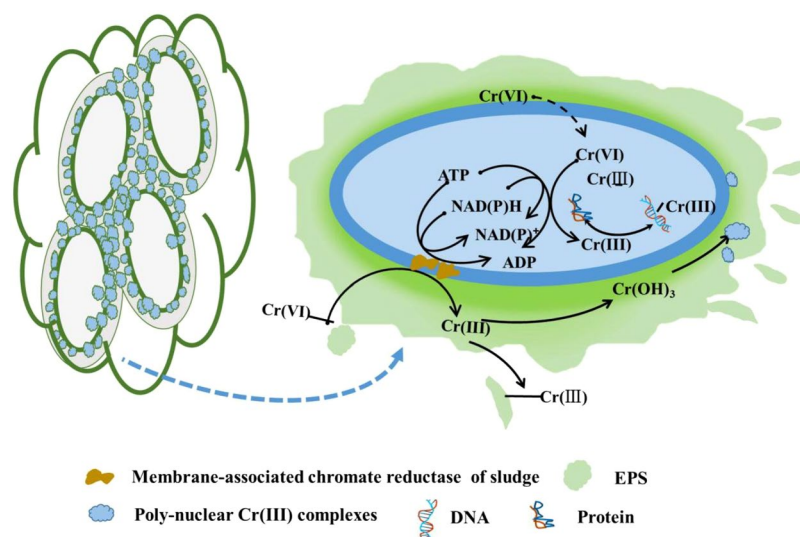 Cr(VI)
Cr(VI)
Cr(Ⅲ)
ATP
NAD(P)H
Cr(III)
NAD(P)⁺
Cr(III)
ADP
Cr(OH)₃
Cr(VI)
Cr(III)
Cr(Ⅲ)
Membrane-associated chromate reductase of sludge
EPS
Poly-nuclear Cr(III) complexes
DNA
Protein